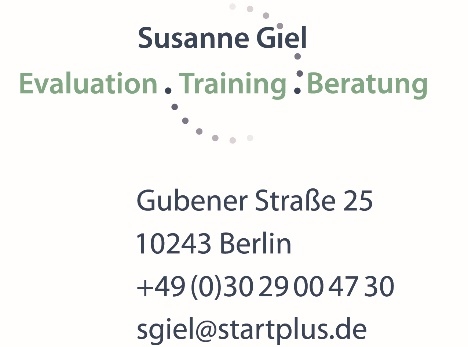 Susanne Giel
Evaluation . Training : Beratung
Gubener Straße 25
10243 Berlin
+49 (0)30 29 00 47 30
sgiel@startplus.de